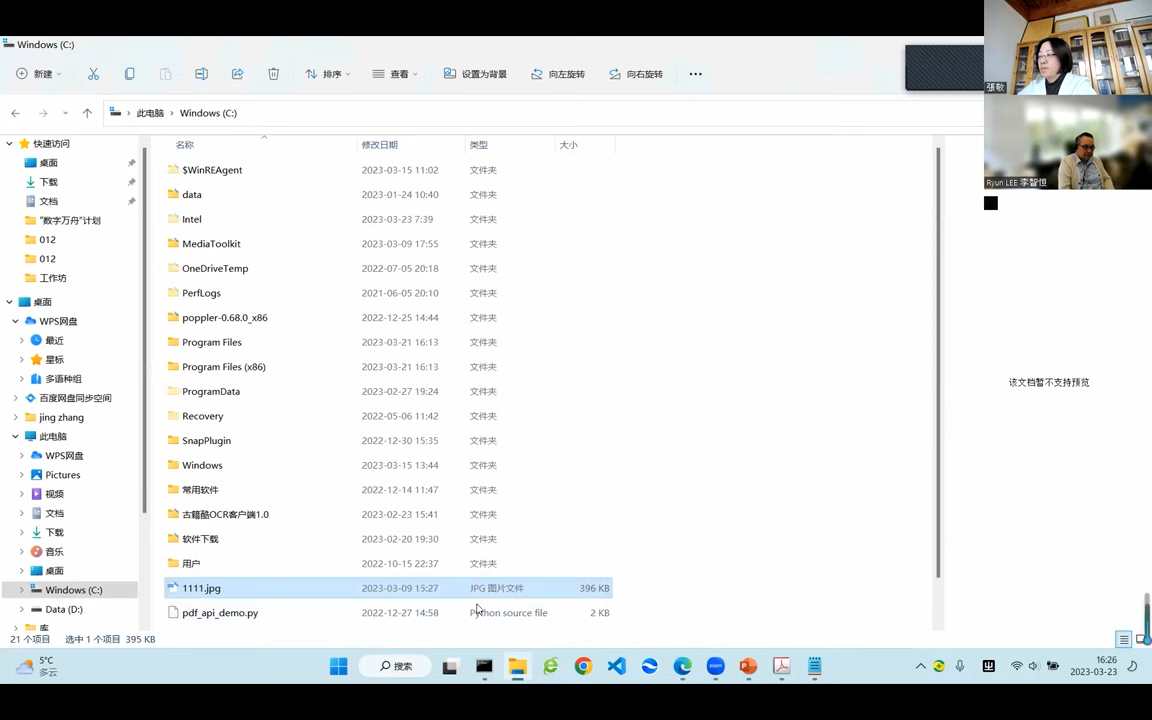 Windows (C:)
新建
排序
查看
设置为背景
向左旋转
向右旋转
此电脑 > Windows (C:)
名称 修改日期 类型 大小
$WinREAgent 2023-03-15 11:02 文件夹
data 2023-01-24 10:40 文件夹
Intel 2023-03-23 7:39 文件夹
MediaToolkit 2023-03-09 17:55 文件夹
OneDriveTemp 2022-07-05 20:18 文件夹
PerfLogs 2021-06-05 20:10 文件夹
poppler-0.68.0_x86 2022-12-25 14:44 文件夹
Program Files 2023-03-21 16:13 文件夹
Program Files (x86) 2023-03-21 16:13 文件夹
ProgramData 2023-02-27 19:24 文件夹
Recovery 2022-05-06 11:42 文件夹
SnapPlugin 2022-12-30 15:35 文件夹
Windows 2023-03-15 13:44 文件夹
常用软件 2022-12-14 11:47 文件夹
古籍酷OCR客户端1.0 2023-02-23 15:41 文件夹
软件下载 2023-02-20 19:30 文件夹
用户 2022-10-15 22:37 文件夹
1111.jpg 2023-03-09 15:27 JPG 图片文件 396 KB
pdf_api_demo.py 2022-12-27 14:58 Python source file 2 KB
快速访问
桌面
下载
文档
“数字万舟”计划
012
012
工作坊
桌面
WPS网盘
最近
星标
多语种组
百度网盘同步空间
jing zhang
此电脑
WPS网盘
Pictures
视频
文档
下载
音乐
桌面
Windows (C:)
Data (D:)
库
21 个项目 选中 1 个项目 395 KB
該文档暂不支持预览
張敬
Ryun LEE 李智恒
5°C
多云
搜索
16:26
2023-03-23